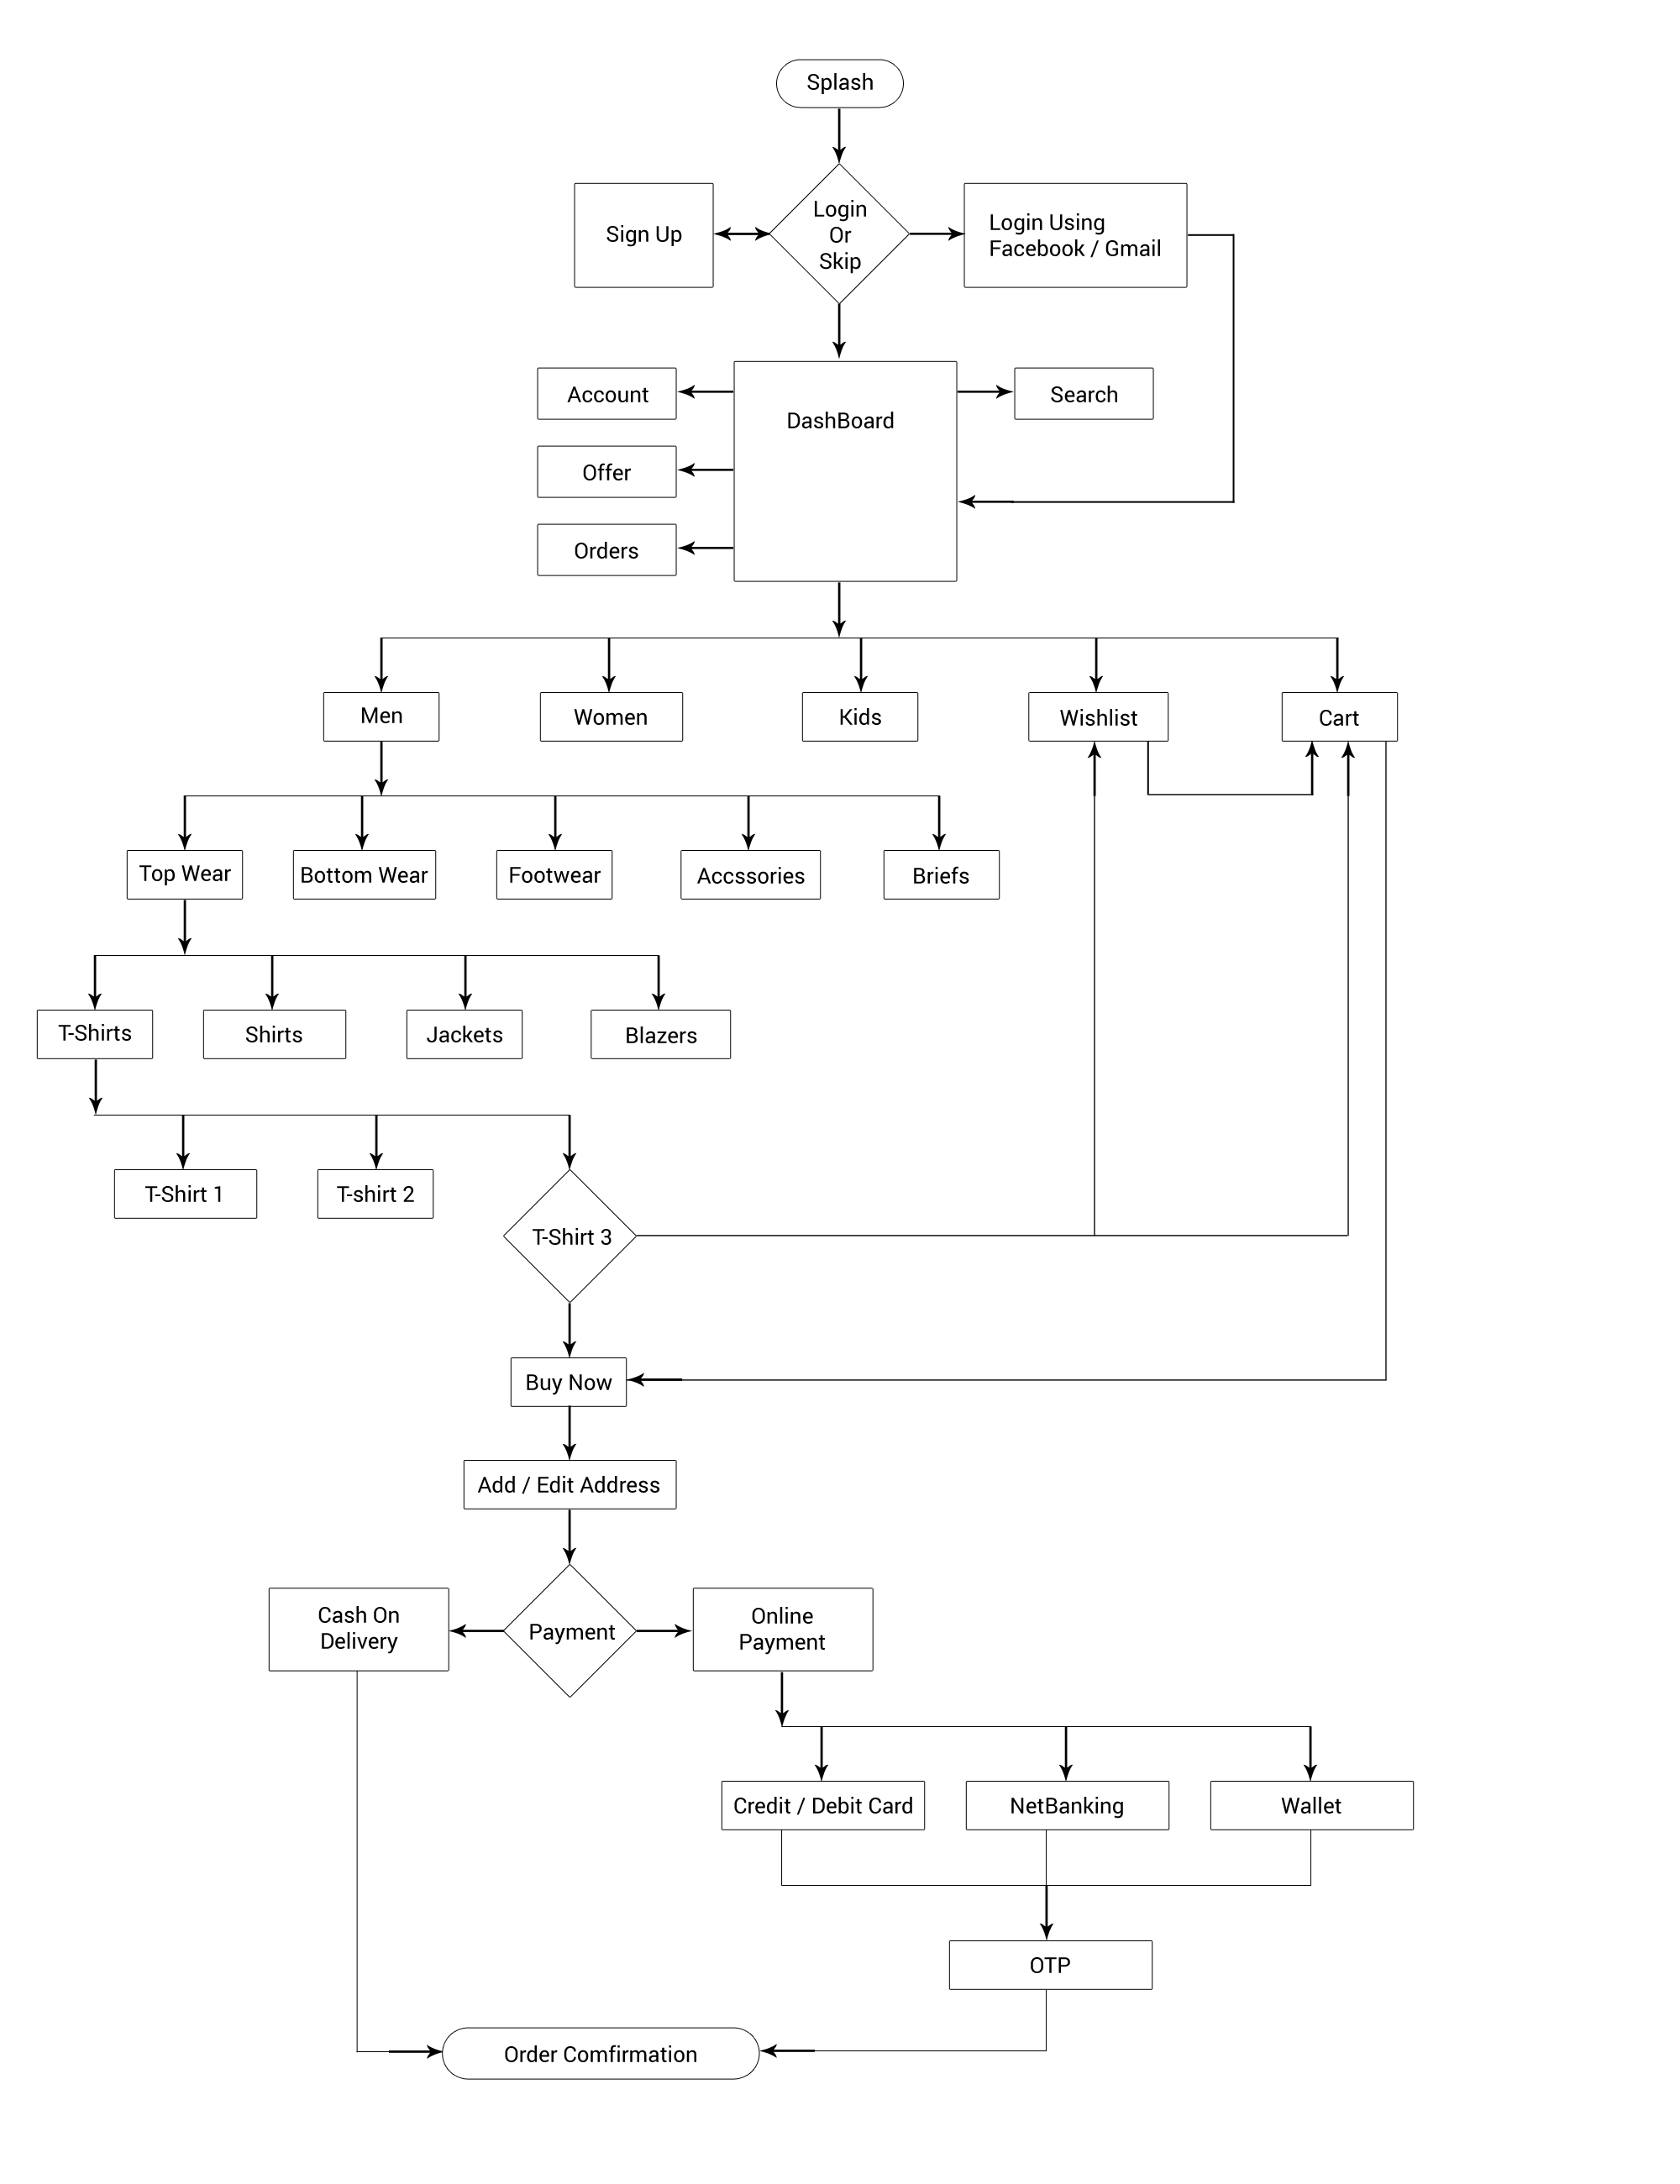 Splash
Sign Up
Login
Or
Skip
Login Using
Facebook / Gmail
Account
DashBoard
Search
Offer
Orders
Men
Women
Kids
Wishlist
Cart
Top Wear
Bottom Wear
Footwear
Accssories
Briefs
T-Shirts
Shirts
Jackets
Blazers
T-Shirt 1
T-shirt 2
T-Shirt 3
Buy Now
Add / Edit Address
Cash On
Delivery
Payment
Online
Payment
Credit / Debit Card
NetBanking
Wallet
OTP
Order Comfirmation